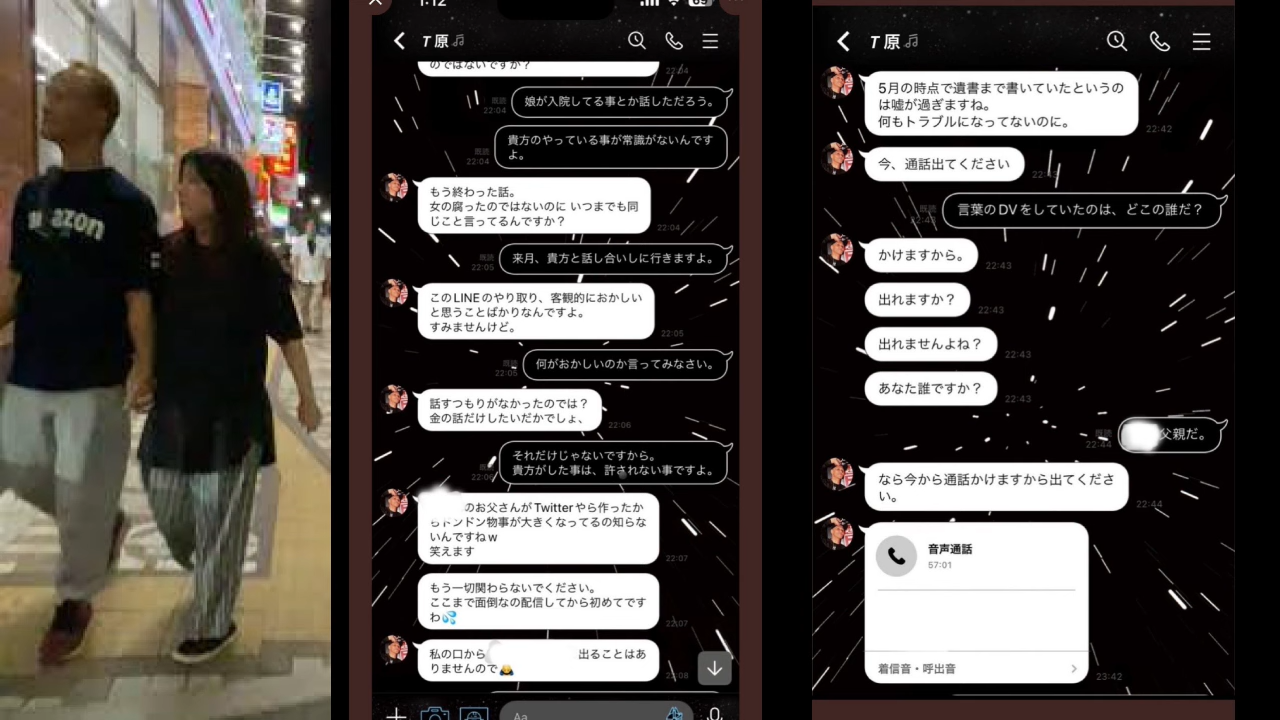 1:12
T原♫
のではないですか?
22:04
娘が入院してる事とか話しただろう。
既読
22:04
貴方のやっている事が常識がないんです
よ。
既読
22:04
もう終わった話。
女の腐ったのではないのに いつまでも同
じこと言ってるんですか?
22:04
来月、貴方と話し合いしに行きますよ。
既読
22:05
このLINEのやり取り、客観的におかしい
と思うことばかりなんですよ。
すみませんけど。
22:05
何がおかしいのか言ってみなさい。
既読
22:05
話すつもりがなかったのでは?
金の話だけしたいだかでしょ、
22:06
それだけじゃないですから。
貴方がした事は、許されない事ですよ。
既読
のお父さんがTwitterやら作ったか
らドンドン物事が大きくなってるの知らな
いんですねw
笑えます
22:07
もう一切関わらないでください。
ここまで面倒なの配信してから初めてです
わ💦
22:07
私の口から
出ることはあ
りませんので🙇
22:08
Aa
T原♫
5月の時点で遺書まで書いていたというの
は嘘が過ぎますね。
何もトラブルになってないのに。
22:42
今、通話出てください
22:43
言葉のDVをしていたのは、どこの誰だ?
既読
かけますから。
22:43
出れますか?
22:43
出れませんよね?
22:43
あなた誰ですか?
22:43
父親だ。
既読
なら今から通話かけますから出てくださ
い。
22:44
音声通話
57:01
着信音・呼出音
23:42